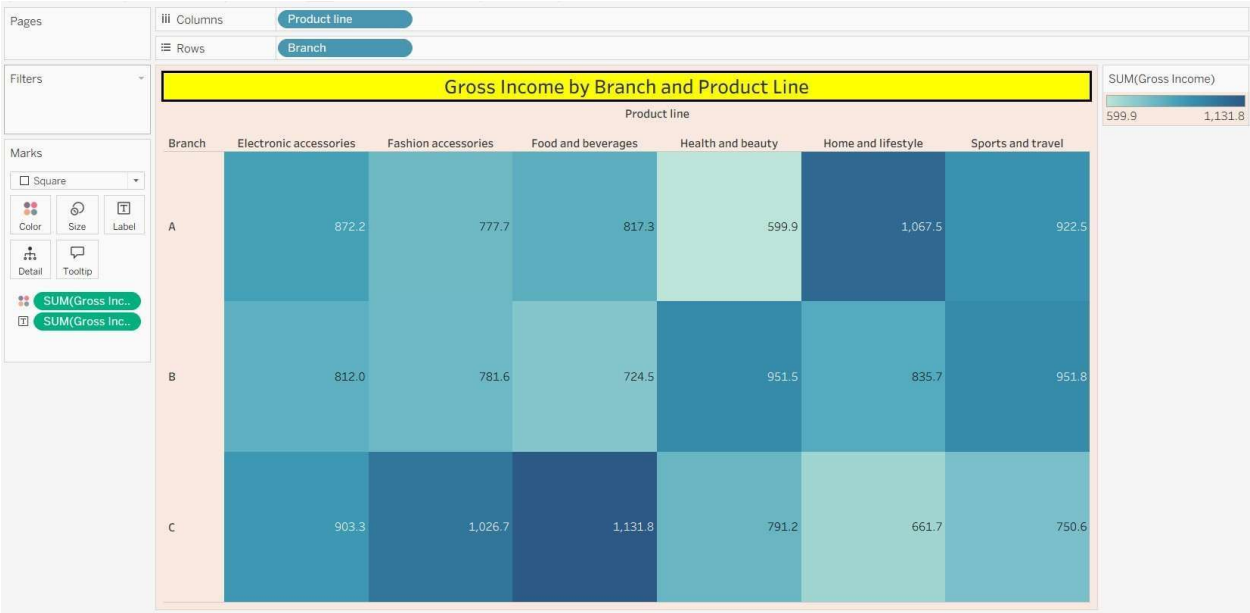 Pages
iii Columns
Product line
Rows
Branch
Filters
Gross Income by Branch and Product Line
SUM(Gross Income)
599.9 1,131.8
Product line
Branch Electronic accessories Fashion accessories Food and beverages Health and beauty Home and lifestyle Sports and travel
Marks
Square
Color Size Label
Detail Tooltip
SUM(Gross Inc..
SUM(Gross Inc..
A 872.2 777.7 817.3 599.9 1,067.5 922.5
B 812.0 781.6 724.5 951.5 835.7 951.8
C 903.3 1,026.7 1,131.8 791.2 661.7 750.6